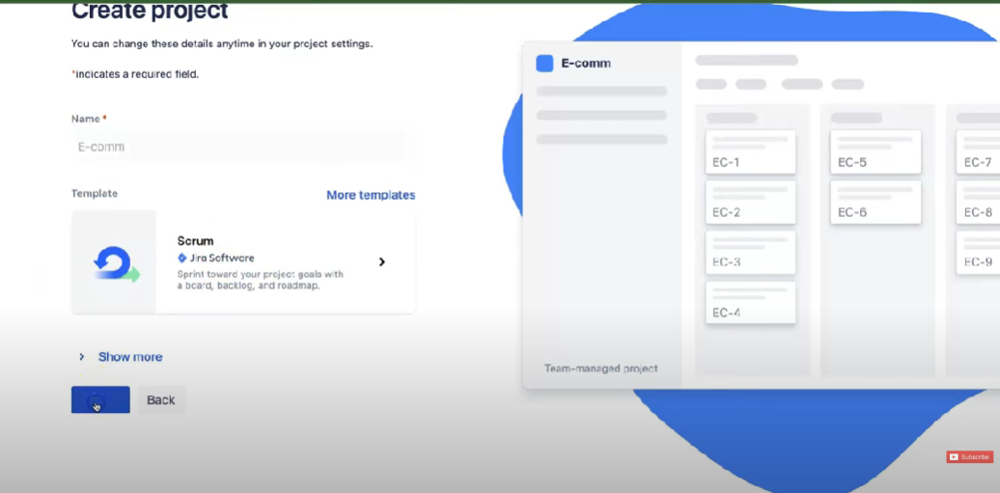 Create project
You can change these details anytime in your project settings.
*indicates a required field.
Name *
E-comm
Template
More templates
Scrum
Jira Software
Sprint toward your project goals with
a board, backlog, and roadmap.
Show more
Back
E-comm
EC-1
EC-5
EC-7
EC-2
EC-6
EC-8
EC-3
EC-9
EC-4
Team-managed project
Subscribe